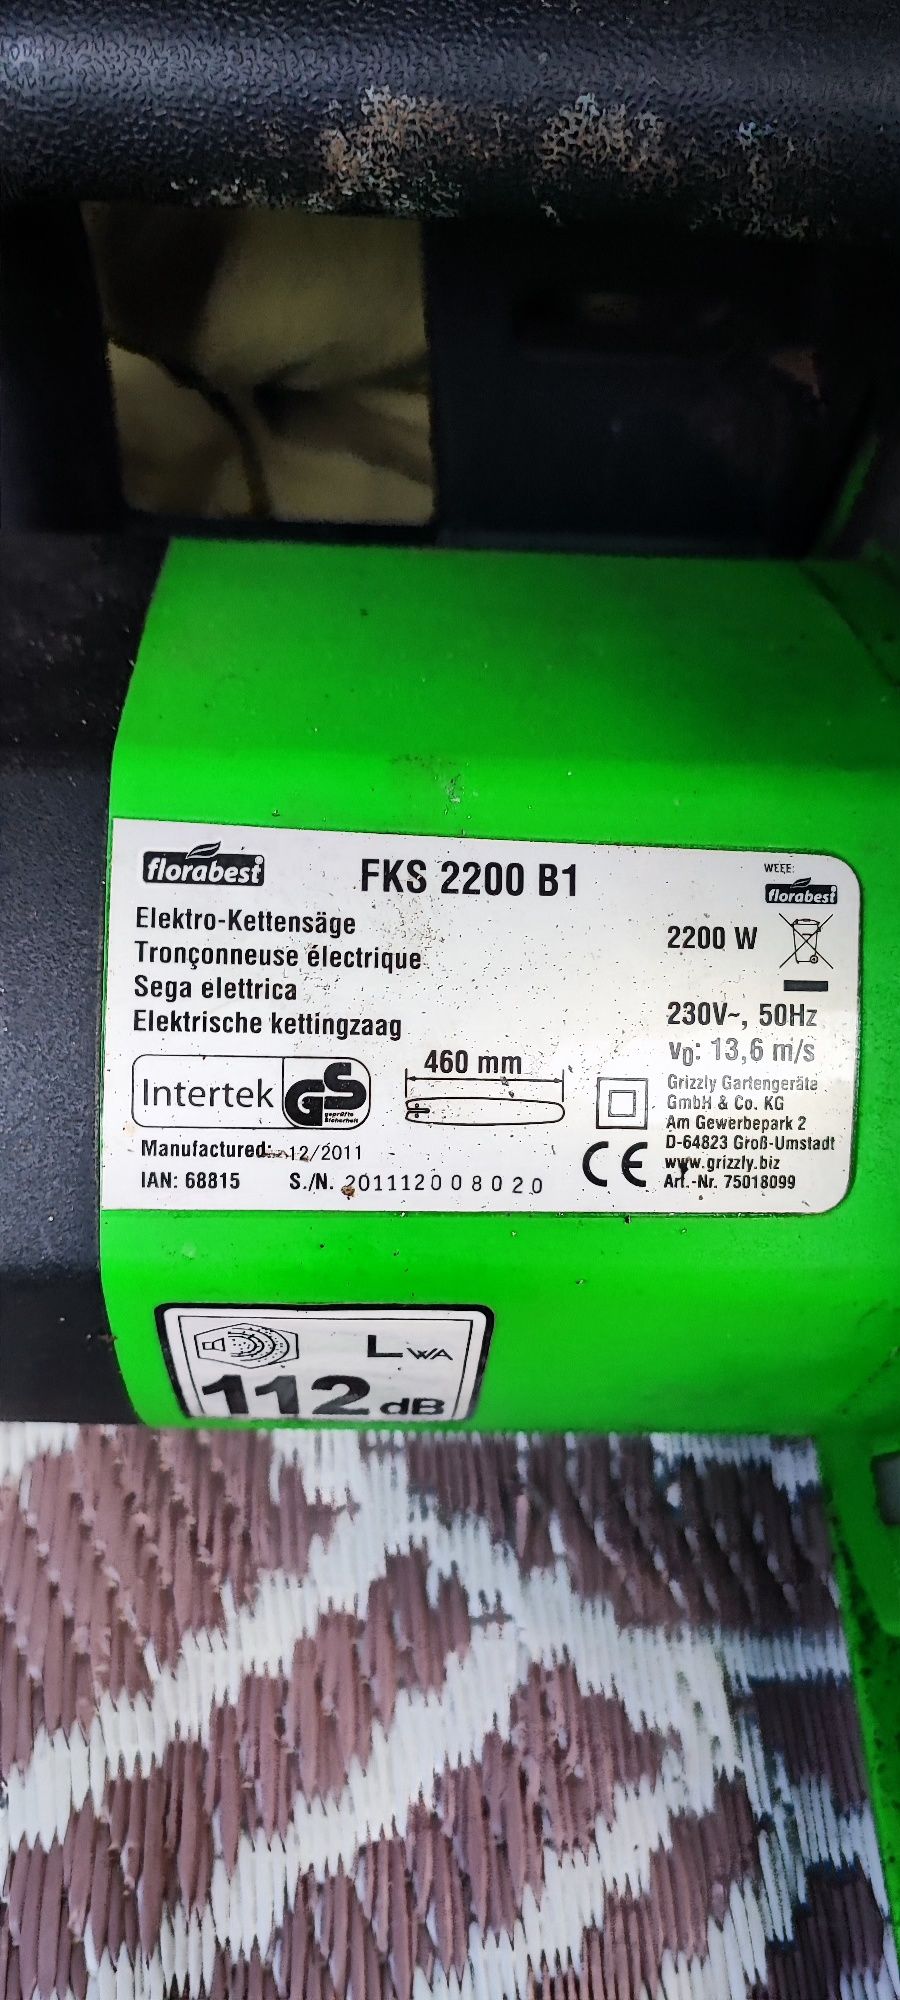 florabest
FKS 2200 B1
WEEE:
florabest
Elektro-Kettensäge
Tronçonneuse électrique
Sega elettrica
Elektrische kettingzaag
2200 W
230V~, 50Hz
v0: 13,6 m/s
460 mm
Intertek
GS
geprüfte
Sicherheit
Grizzly Gartengeräte
GmbH & Co. KG
Am Gewerbepark 2
D-64823 Groß-Umstadt
www.grizzly.biz
Art.-Nr. 75018099
CE
Manufactured: 12/2011
IAN: 68815 S./N. 201112008020
LWA
112 dB